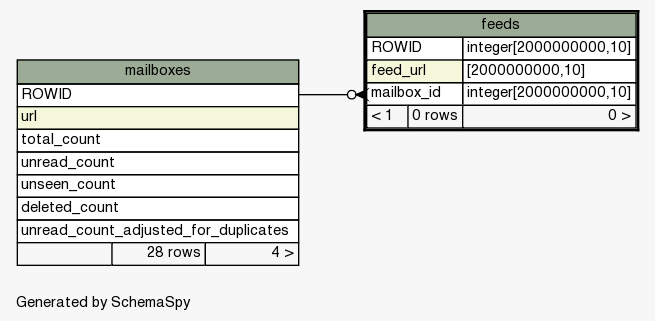 feeds
ROWID integer[2000000000,10]
feed_url [2000000000,10]
mailbox_id integer[2000000000,10]
< 1 0 rows 0 >
mailboxes
ROWID
url
total_count
unread_count
unseen_count
deleted_count
unread_count_adjusted_for_duplicates
28 rows 4 >
Generated by SchemaSpy